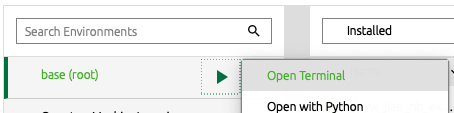 Search Environments
Installed
base (root)
Open Terminal
Open with Python